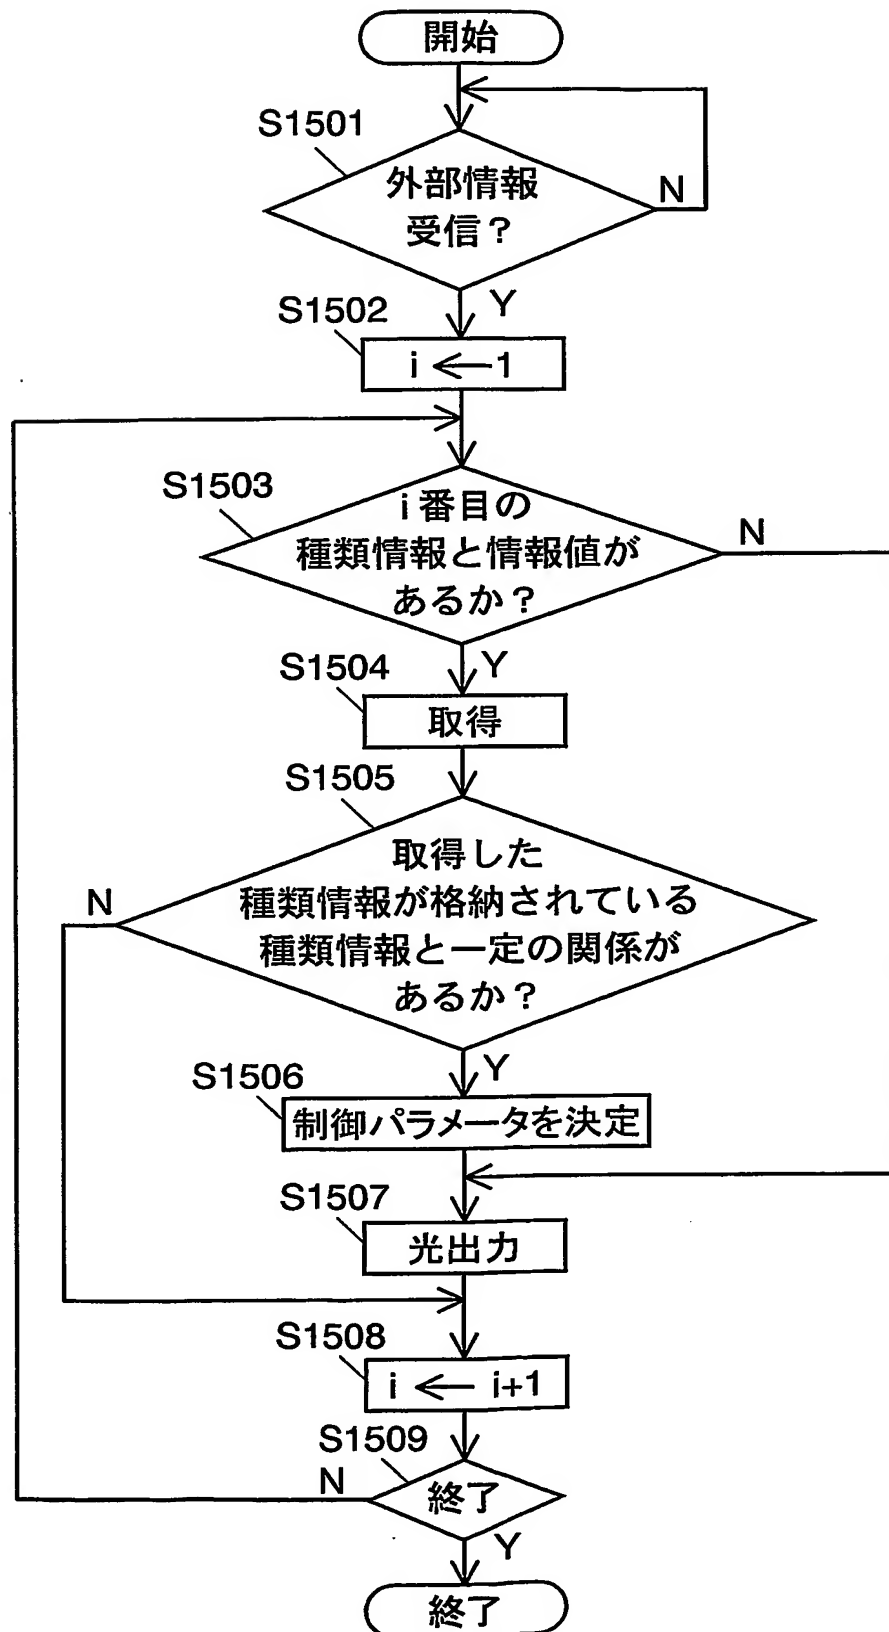 開始
S1501
外部情報
受信?
N
Y
S1502
i ← 1
S1503
i 番目の
種類情報と情報値が
あるか?
N
Y
S1504
取得
S1505
取得した
種類情報が格納されている
種類情報と一定の関係が
あるか?
N
Y
S1506
制御パラメータを決定
S1507
光出力
S1508
i ← i+1
S1509
終了
N
Y
終了